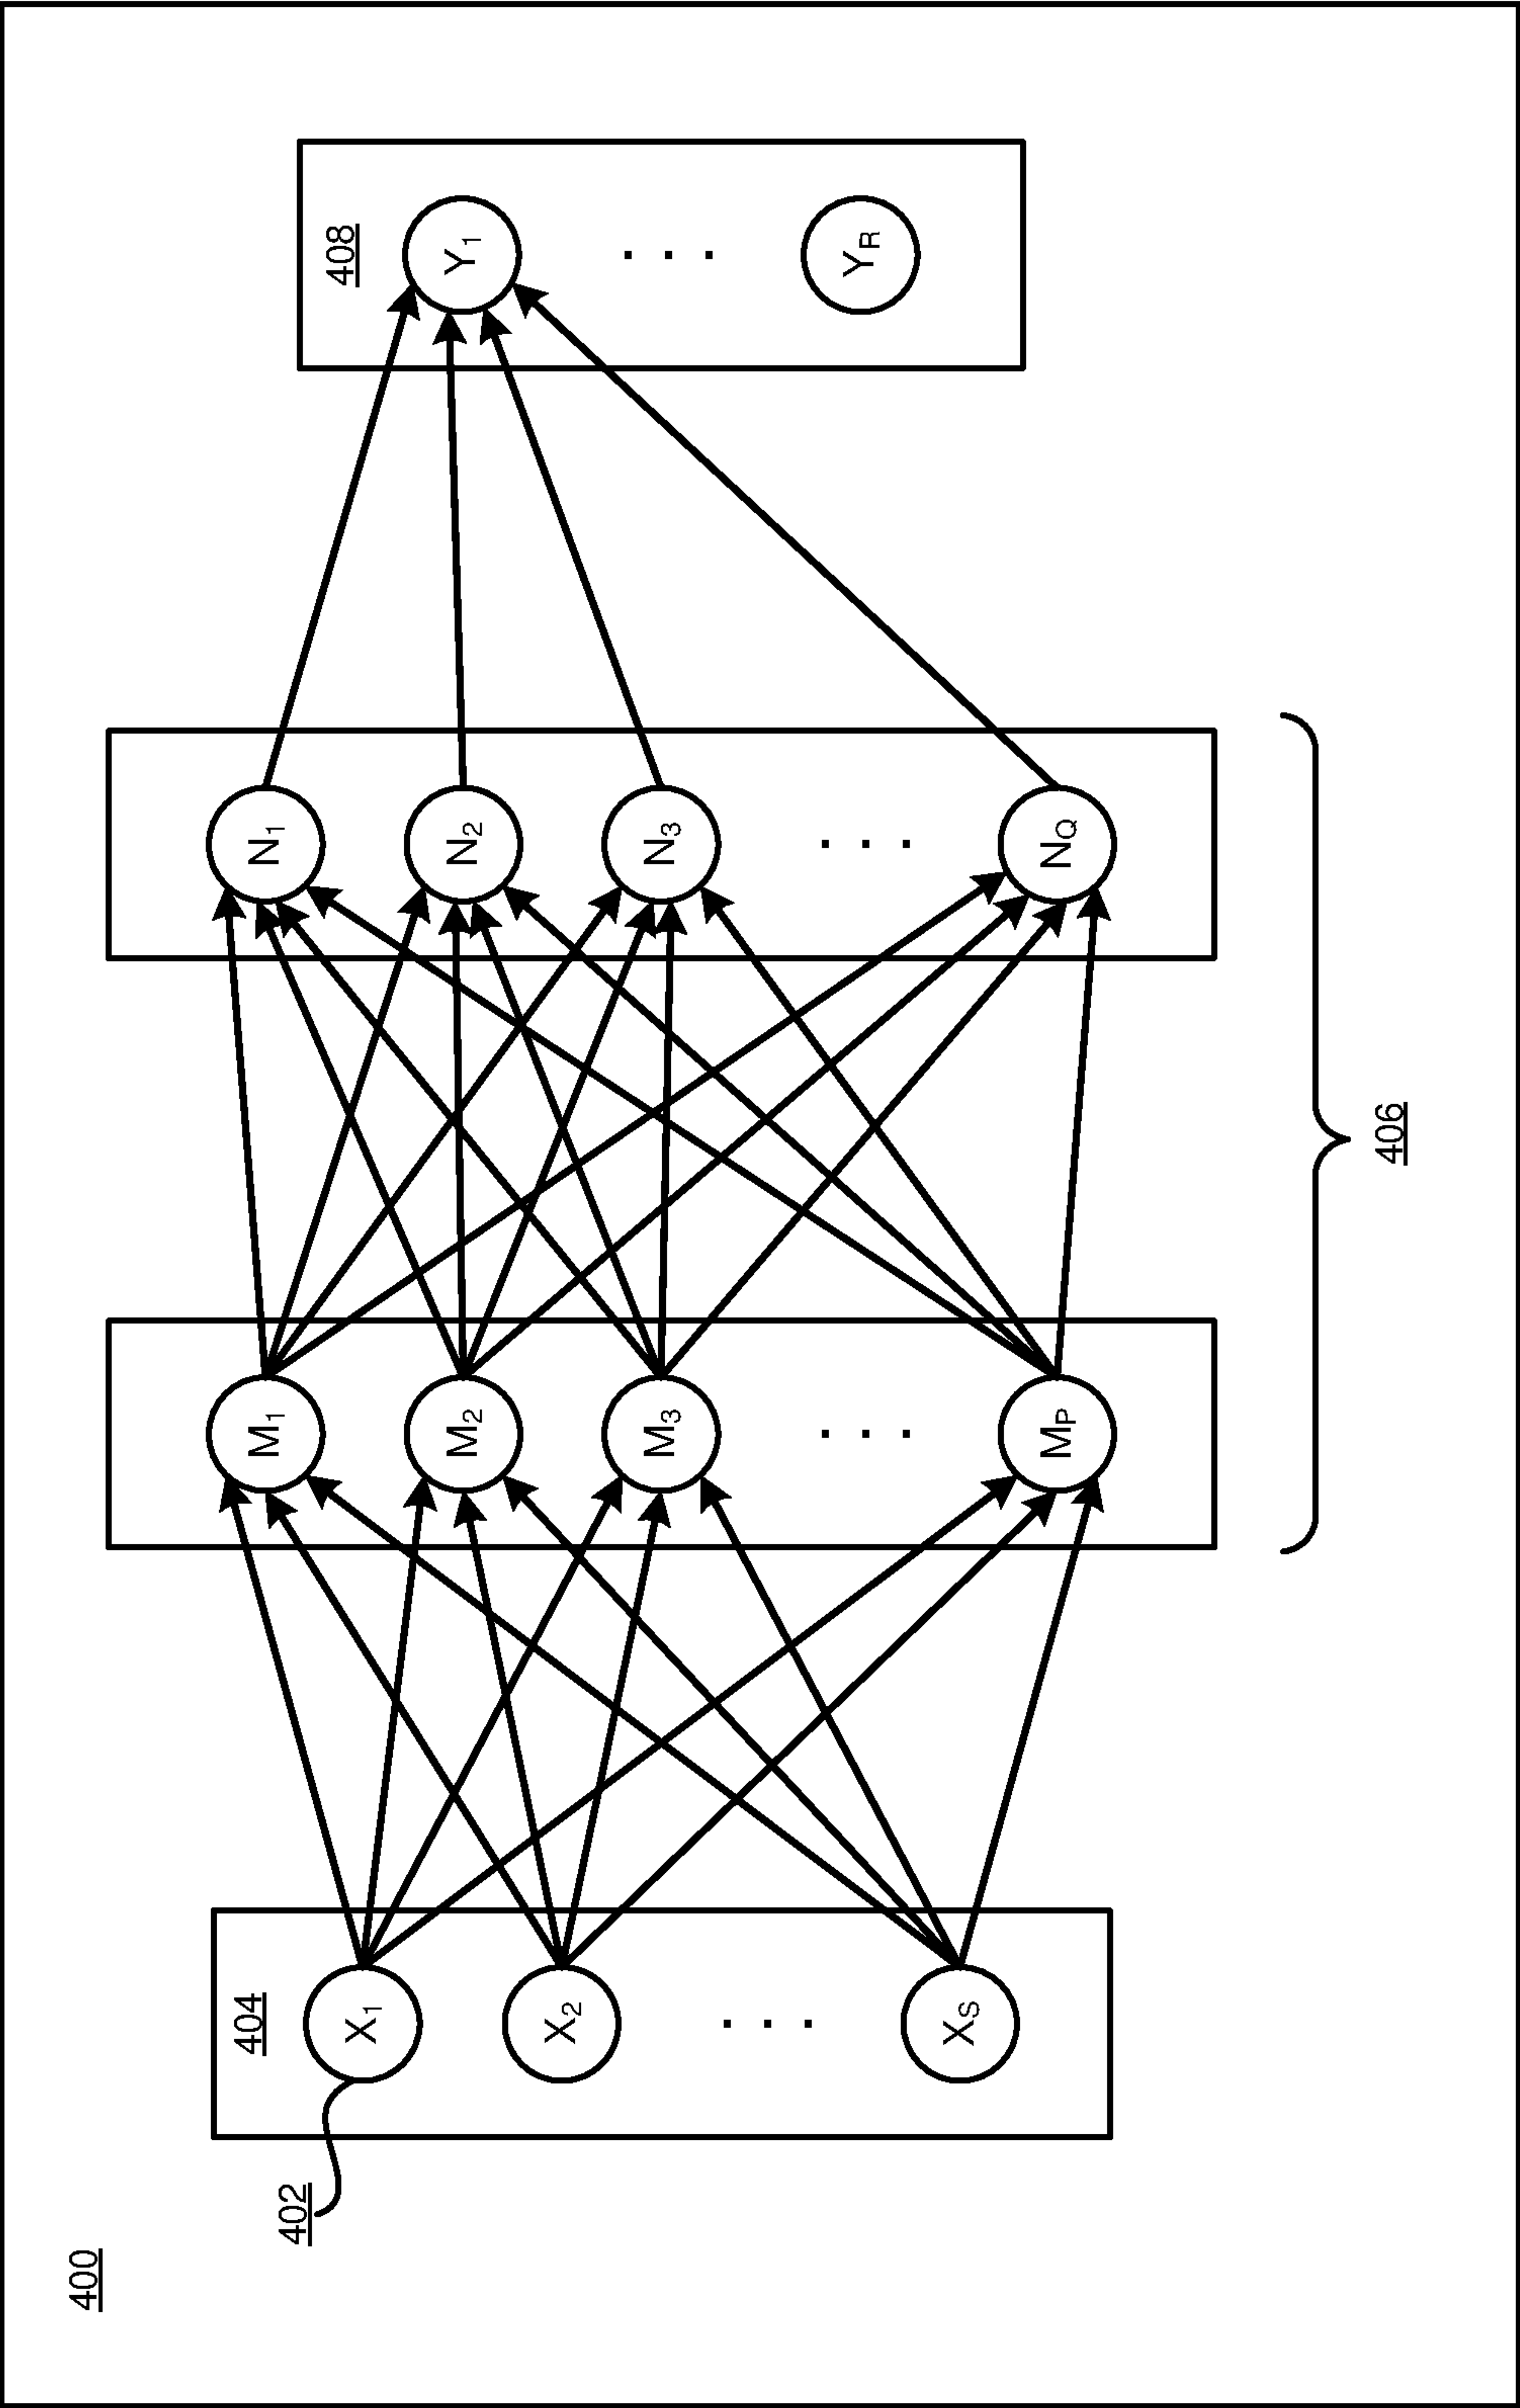 400
402
404
X1
X2
. . .
XS
M1
M2
M3
. . .
MP
N1
N2
N3
. . .
NQ
406
408
Y1
. . .
YR